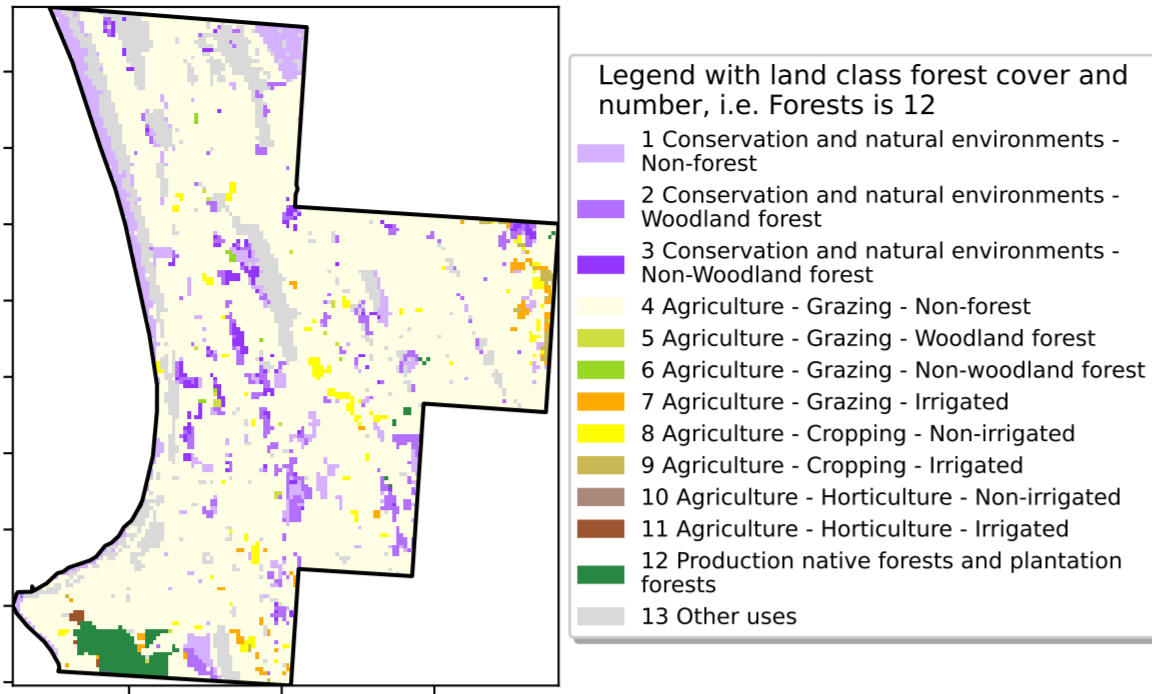 Legend with land class forest cover and
number, i.e. Forests is 12
1 Conservation and natural environments -
Non-forest
2 Conservation and natural environments -
Woodland forest
3 Conservation and natural environments -
Non-Woodland forest
4 Agriculture - Grazing - Non-forest
5 Agriculture - Grazing - Woodland forest
6 Agriculture - Grazing - Non-woodland forest
7 Agriculture - Grazing - Irrigated
8 Agriculture - Cropping - Non-irrigated
9 Agriculture - Cropping - Irrigated
10 Agriculture - Horticulture - Non-irrigated
11 Agriculture - Horticulture - Irrigated
12 Production native forests and plantation
forests
13 Other uses